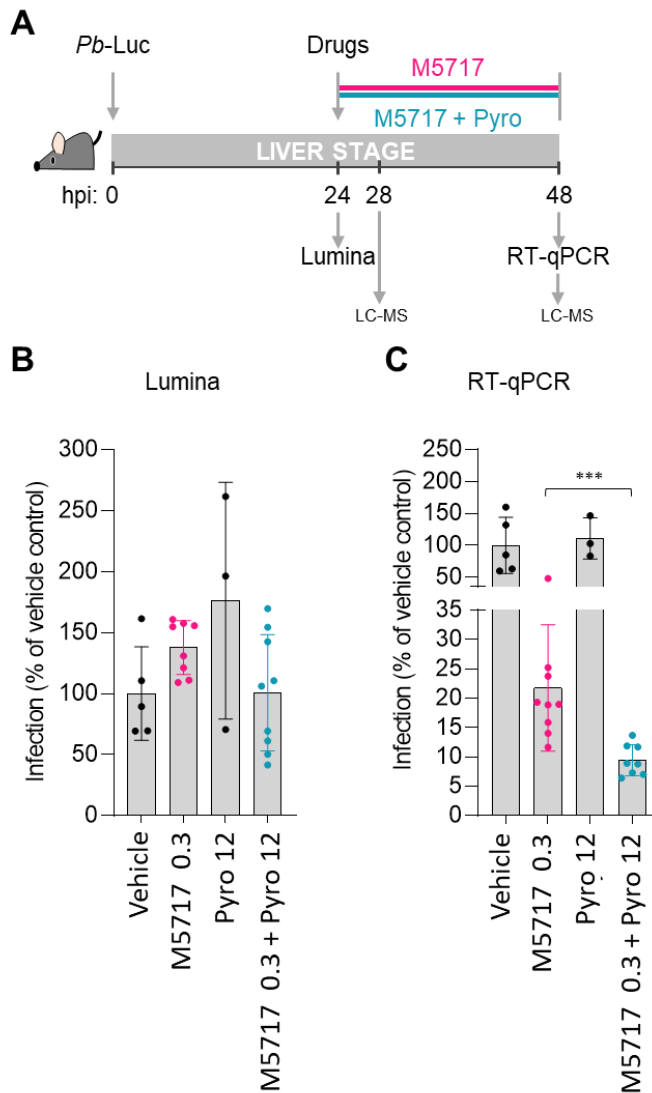 A
Pb-Luc
Drugs
M5717
M5717 + Pyro
LIVER STAGE
hpi: 0
24
28
48
Lumina
RT-qPCR
LC-MS
LC-MS
B
Lumina
Infection (% of vehicle control)
300
250
200
150
100
50
0
Vehicle
M5717 0.3
Pyro 12
M5717 0.3 + Pyro 12
C
RT-qPCR
Infection (% of vehicle control)
250
200
150
100
50
35
30
25
20
15
10
5
0
***
Vehicle
M5717 0.3
Pyro 12
M5717 0.3 + Pyro 12